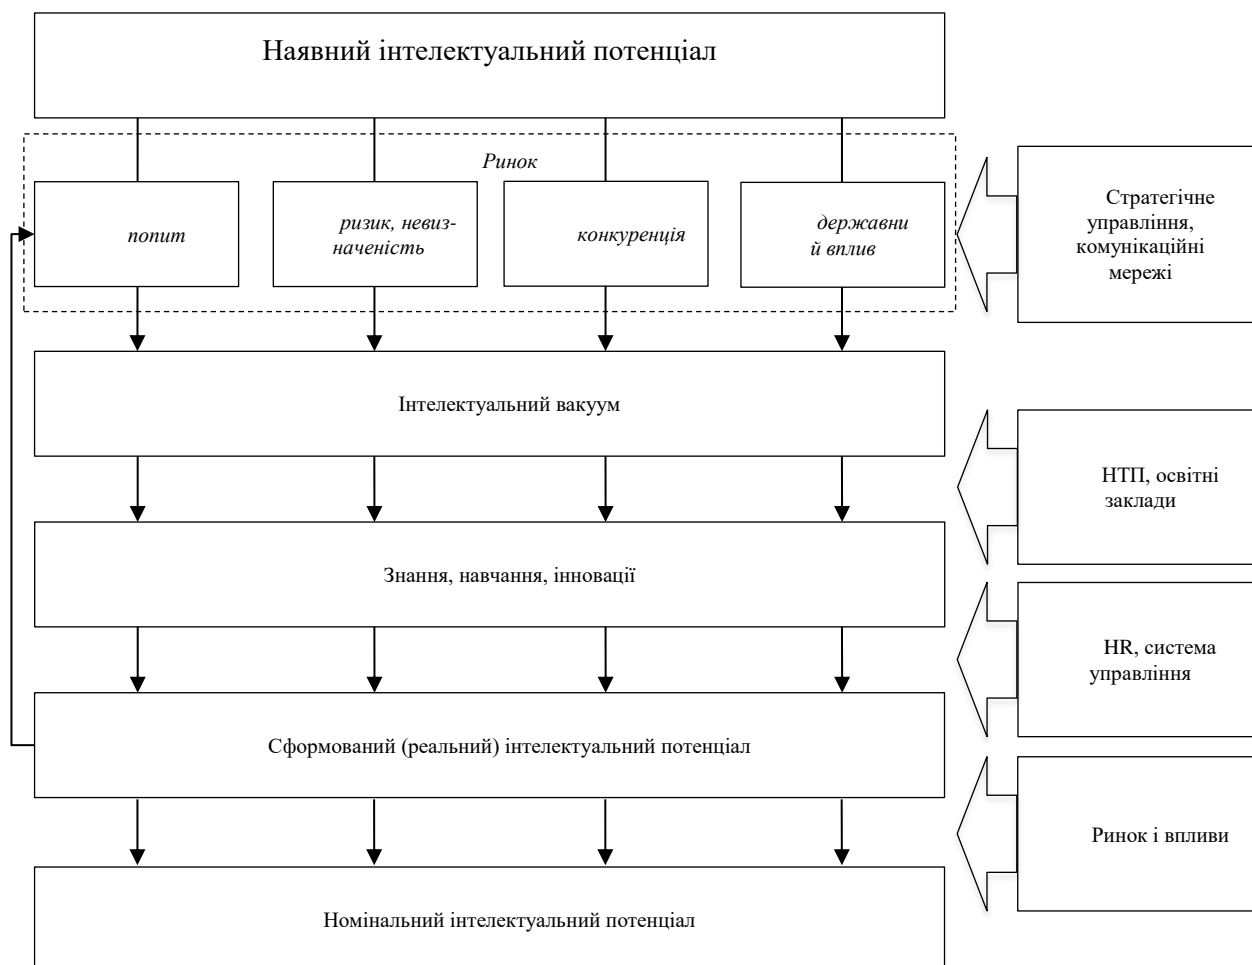 Наявний інтелектуальний потенціал
Ринок
попит
ризик, невиз-
наченість
конкуренція
державни
й вплив
Стратегічне
управління,
комунікаційні
мережі
Інтелектуальний вакуум
НТП, освітні
заклади
Знання, навчання, інновації
HR, система
управління
Сформований (реальний) інтелектуальний потенціал
Ринок і впливи
Номінальний інтелектуальний потенціал